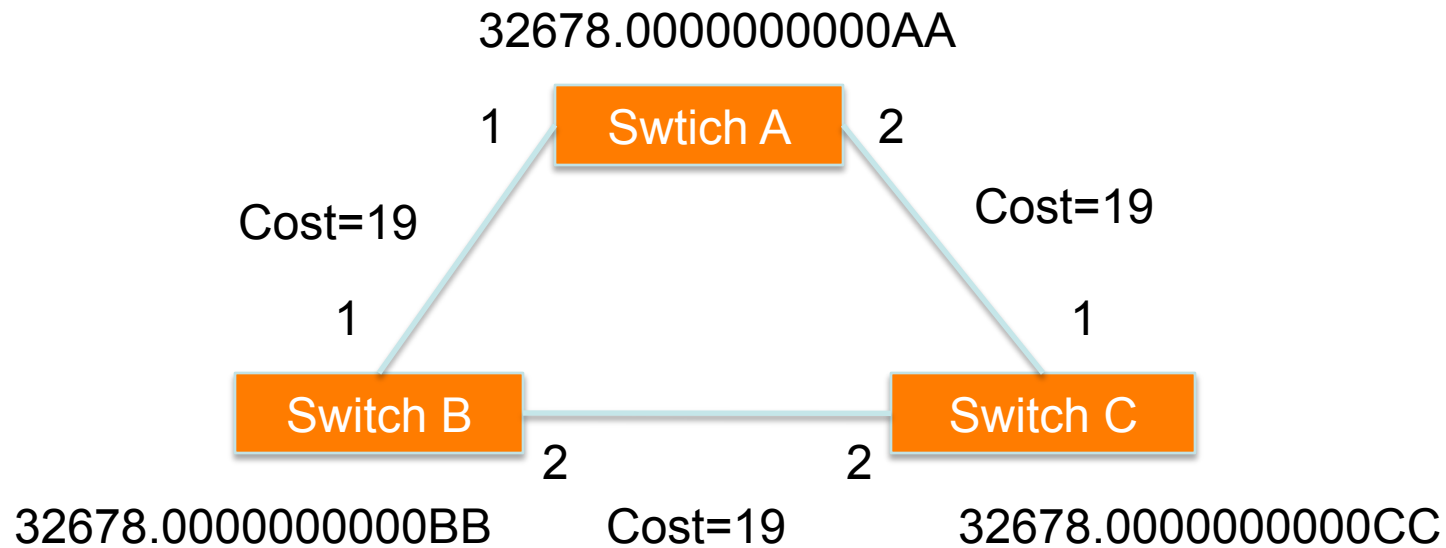 32678.0000000000AA
1 Swtich A 2
Cost=19 Cost=19
1 1
Switch B Switch C
2 2
32678.0000000000BB Cost=19 32678.0000000000CC